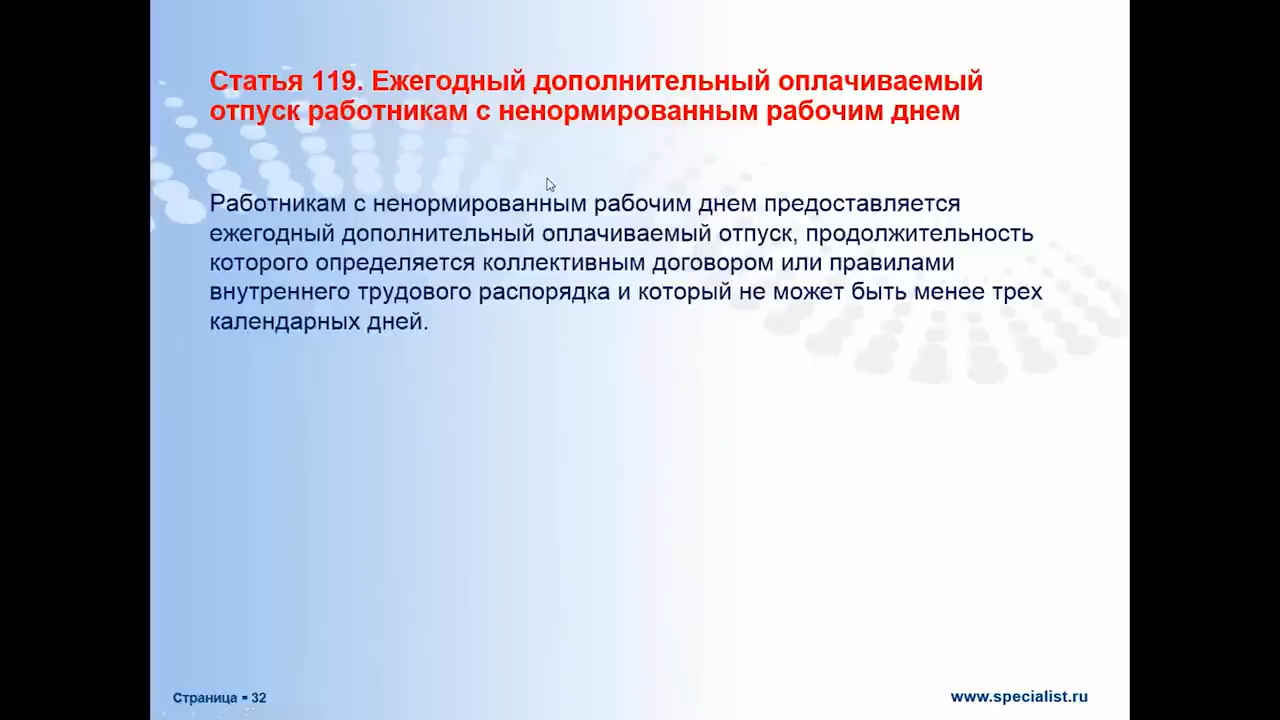 Статья 119. Ежегодный дополнительный оплачиваемый
отпуск работникам с ненормированным рабочим днем
Работникам с ненормированным рабочим днем предоставляется
ежегодный дополнительный оплачиваемый отпуск, продолжительность
которого определяется коллективным договором или правилами
внутреннего трудового распорядка и который не может быть менее трех
календарных дней.
Страница ▪ 32
www.specialist.ru